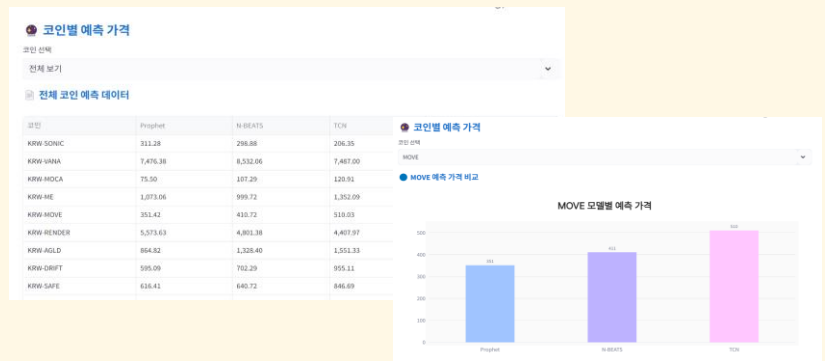 코인별 예측 가격
코인 선택
전체 보기
전체 코인 예측 데이터
코인 Prophet N-BEATS TCN
KRW-SONIC 311.28 298.88 206.35
KRW-VANA 7,476.38 8,532.06 7,487.00
KRW-MOCA 75.50 107.29 120.91
KRW-ME 1,073.06 999.72 1,352.09
KRW-MOVE 351.42 410.72 510.03
KRW-RENDER 5,573.63 4,801.38 4,407.97
KRW-AGLD 864.82 1,328.40 1,551.33
KRW-DRIFT 595.09 702.29 955.11
KRW-SAFE 616.41 640.72 846.69
코인별 예측 가격
코인 선택
MOVE
MOVE 예측 가격 비교
MOVE 모델별 예측 가격
500
400
300
200
100
0
351
411
510
Prophet N-BEATS TCN